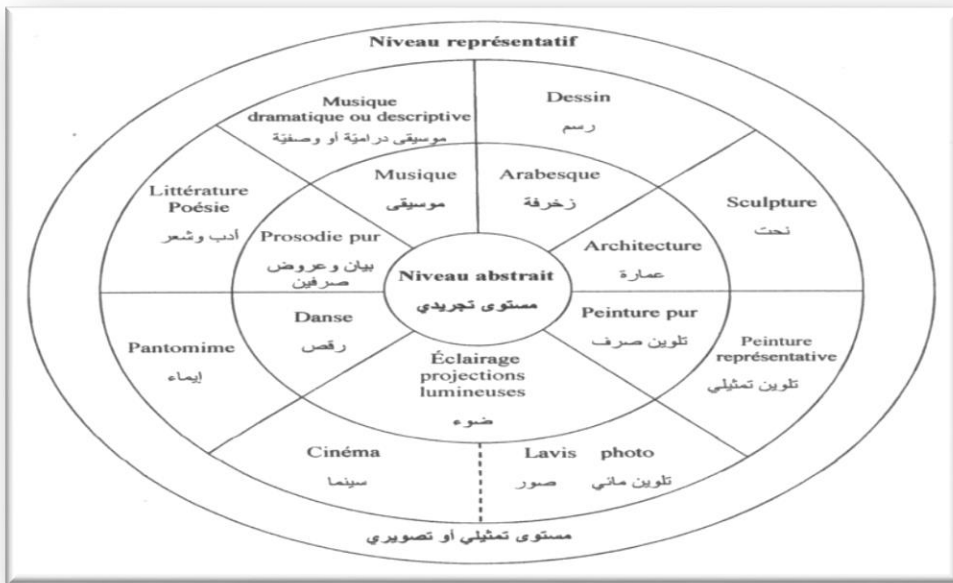 Niveau représentatif
Musique
dramatique ou descriptive
موسيقى دراميّة أو وصفيّة
Dessin
رسم
Littérature
Poésie
أدب وشعر
Musique
موسيقى
Arabesque
زخرفة
Sculpture
نحت
Prosodie pur
بيان وعروض
صرفين
Architecture
عمارة
Niveau abstrait
مستوى تجريدي
Pantomime
إيماء
Danse
رقص
Peinture pur
تلوين صرف
Peinture
représentative
تلوين تمثيلي
Éclairage
projections
lumineuses
ضوء
Cinéma
سينما
Lavis photo
تلوين ماني صور
مستوى تمثيلي أو تصويري